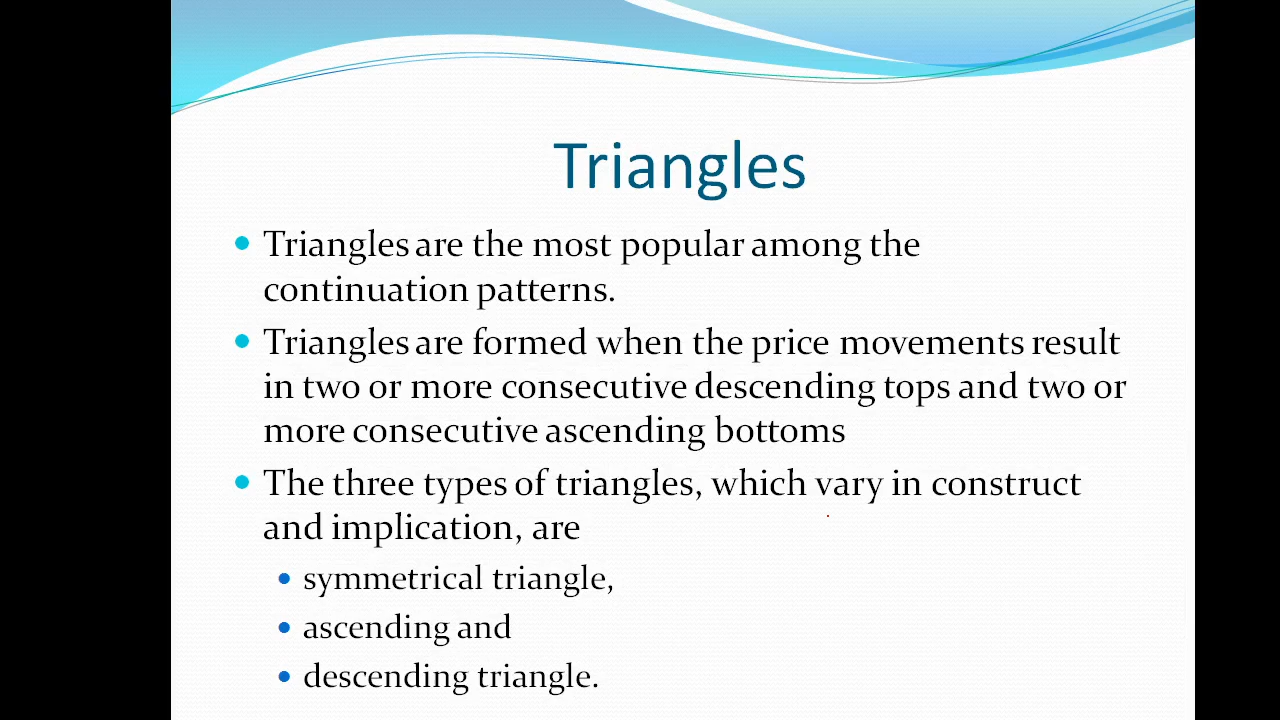 Triangles
Triangles are the most popular among the
continuation patterns.
Triangles are formed when the price movements result
in two or more consecutive descending tops and two or
more consecutive ascending bottoms
The three types of triangles, which vary in construct
and implication, are
symmetrical triangle,
ascending and
descending triangle.